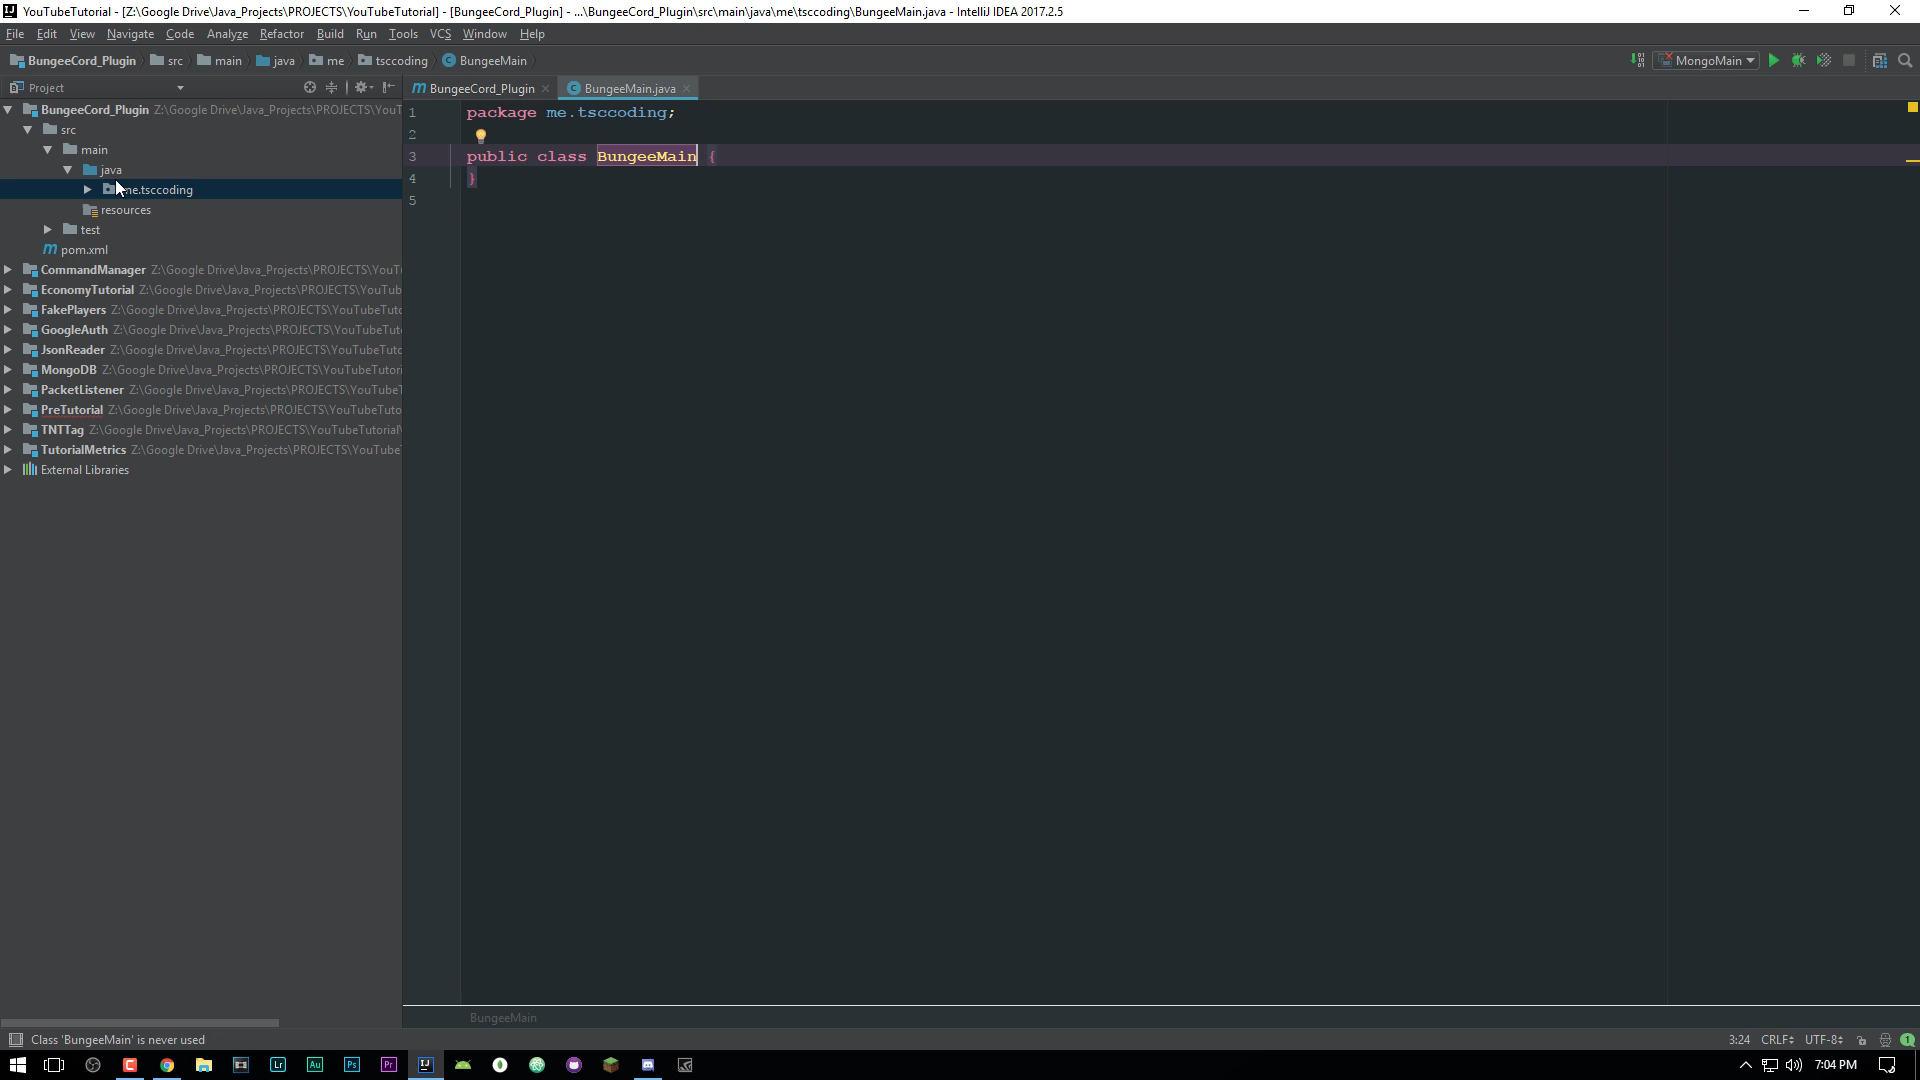 YouTubeTutorial - [Z:\Google Drive\Java_Projects\PROJECTS\YouTubeTutorial] - [BungeeCord_Plugin] - ...\BungeeCord_Plugin\src\main\java\me\tsccoding\BungeeMain.java - IntelliJ IDEA 2017.2.5
File Edit View Navigate Code Analyze Refactor Build Run Tools VCS Window Help
BungeeCord_Plugin src main java me tsccoding BungeeMain MongoMain
Project
BungeeCord_Plugin BungeeMain.java
BungeeCord_Plugin Z:\Google Drive\Java_Projects\PROJECTS\YouT
src
main
java
me.tsccoding
resources
test
pom.xml
CommandManager Z:\Google Drive\Java_Projects\PROJECTS\YouT
EconomyTutorial Z:\Google Drive\Java_Projects\PROJECTS\YouTub
FakePlayers Z:\Google Drive\Java_Projects\PROJECTS\YouTubeTuto
GoogleAuth Z:\Google Drive\Java_Projects\PROJECTS\YouTubeTut
JsonReader Z:\Google Drive\Java_Projects\PROJECTS\YouTubeTuto
MongoDB Z:\Google Drive\Java_Projects\PROJECTS\YouTubeTutori
PacketListener Z:\Google Drive\Java_Projects\PROJECTS\YouTube
PreTutorial Z:\Google Drive\Java_Projects\PROJECTS\YouTubeTuto
TNTTag Z:\Google Drive\Java_Projects\PROJECTS\YouTubeTutorial\
TutorialMetrics Z:\Google Drive\Java_Projects\PROJECTS\YouTube
External Libraries
1 package me.tsccoding;
2
3 public class BungeeMain {
4 }
5
BungeeMain
Class 'BungeeMain' is never used 3:24 CRLF UTF-8 1
Lr Au Ps Pr IJ 7:04 PM